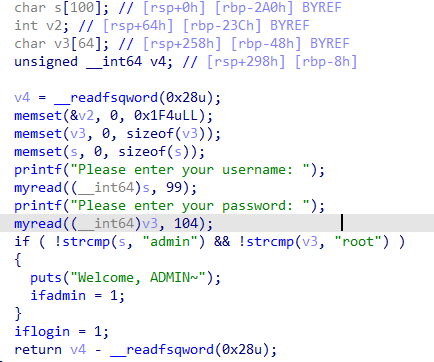 char s[100]; // [rsp+0h] [rbp-2A0h] BYREF
int v2; // [rsp+64h] [rbp-23Ch] BYREF
char v3[64]; // [rsp+258h] [rbp-48h] BYREF
unsigned __int64 v4; // [rsp+298h] [rbp-8h]
v4 = __readfsqword(0x28u);
memset(&v2, 0, 0x1F4uLL);
memset(v3, 0, sizeof(v3));
memset(s, 0, sizeof(s));
printf("Please enter your username: ");
myread((__int64)s, 99);
printf("Please enter your password: ");
myread((__int64)v3, 104);
if ( !strcmp(s, "admin") && !strcmp(v3, "root") )
{
puts("Welcome, ADMIN~");
ifadmin = 1;
}
iflogin = 1;
return v4 - __readfsqword(0x28u);